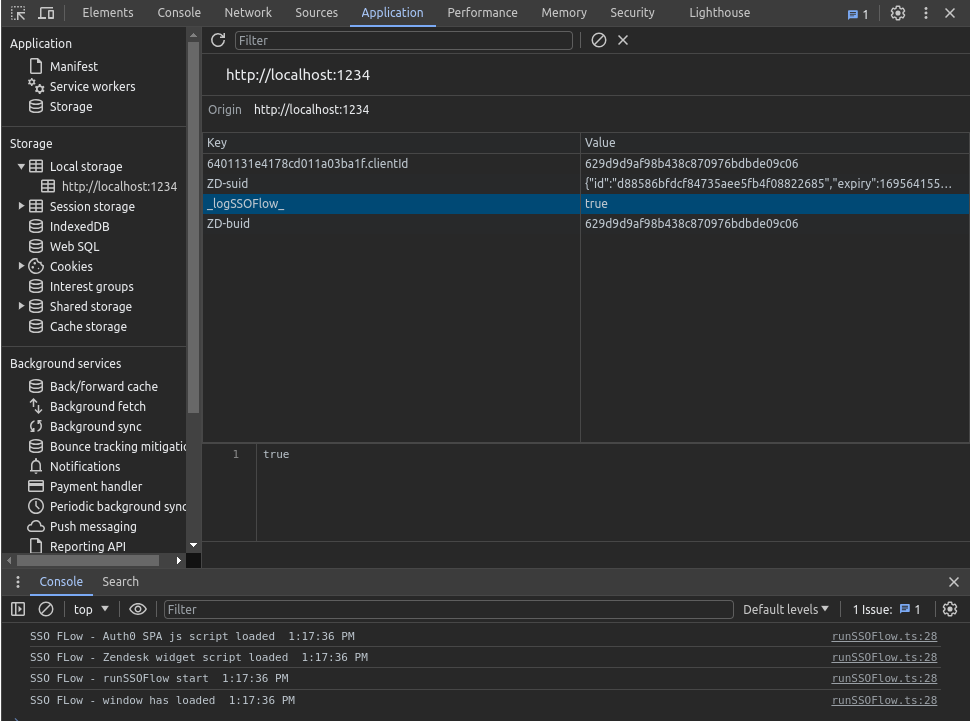 Elements Console Network Sources Application Performance Memory Security Lighthouse 1
Application
Manifest
Service workers
Storage
Storage
Local storage
http://localhost:1234
Session storage
IndexedDB
Web SQL
Cookies
Interest groups
Shared storage
Cache storage
Background services
Back/forward cache
Background fetch
Background sync
Bounce tracking mitigatic
Notifications
Payment handler
Periodic background sync
Push messaging
Reporting API
Filter
http://localhost:1234
Origin http://localhost:1234
Key Value
6401131e4178cd011a03ba1f.clientId 629d9d9af98b438c870976bdbde09c06
ZD-suid {"id":"d88586bfdcf84735aee5fb4f08822685","expiry":169564155...
_logSSOFlow_ true
ZD-buid 629d9d9af98b438c870976bdbde09c06
1 true
Console Search
top Filter Default levels 1 Issue: 1
SSO FLow - Auth0 SPA js script loaded 1:17:36 PM runSSOFlow.ts:28
SSO FLow - Zendesk widget script loaded 1:17:36 PM runSSOFlow.ts:28
SSO FLow - runSSOFlow start 1:17:36 PM runSSOFlow.ts:28
SSO FLow - window has loaded 1:17:36 PM runSSOFlow.ts:28